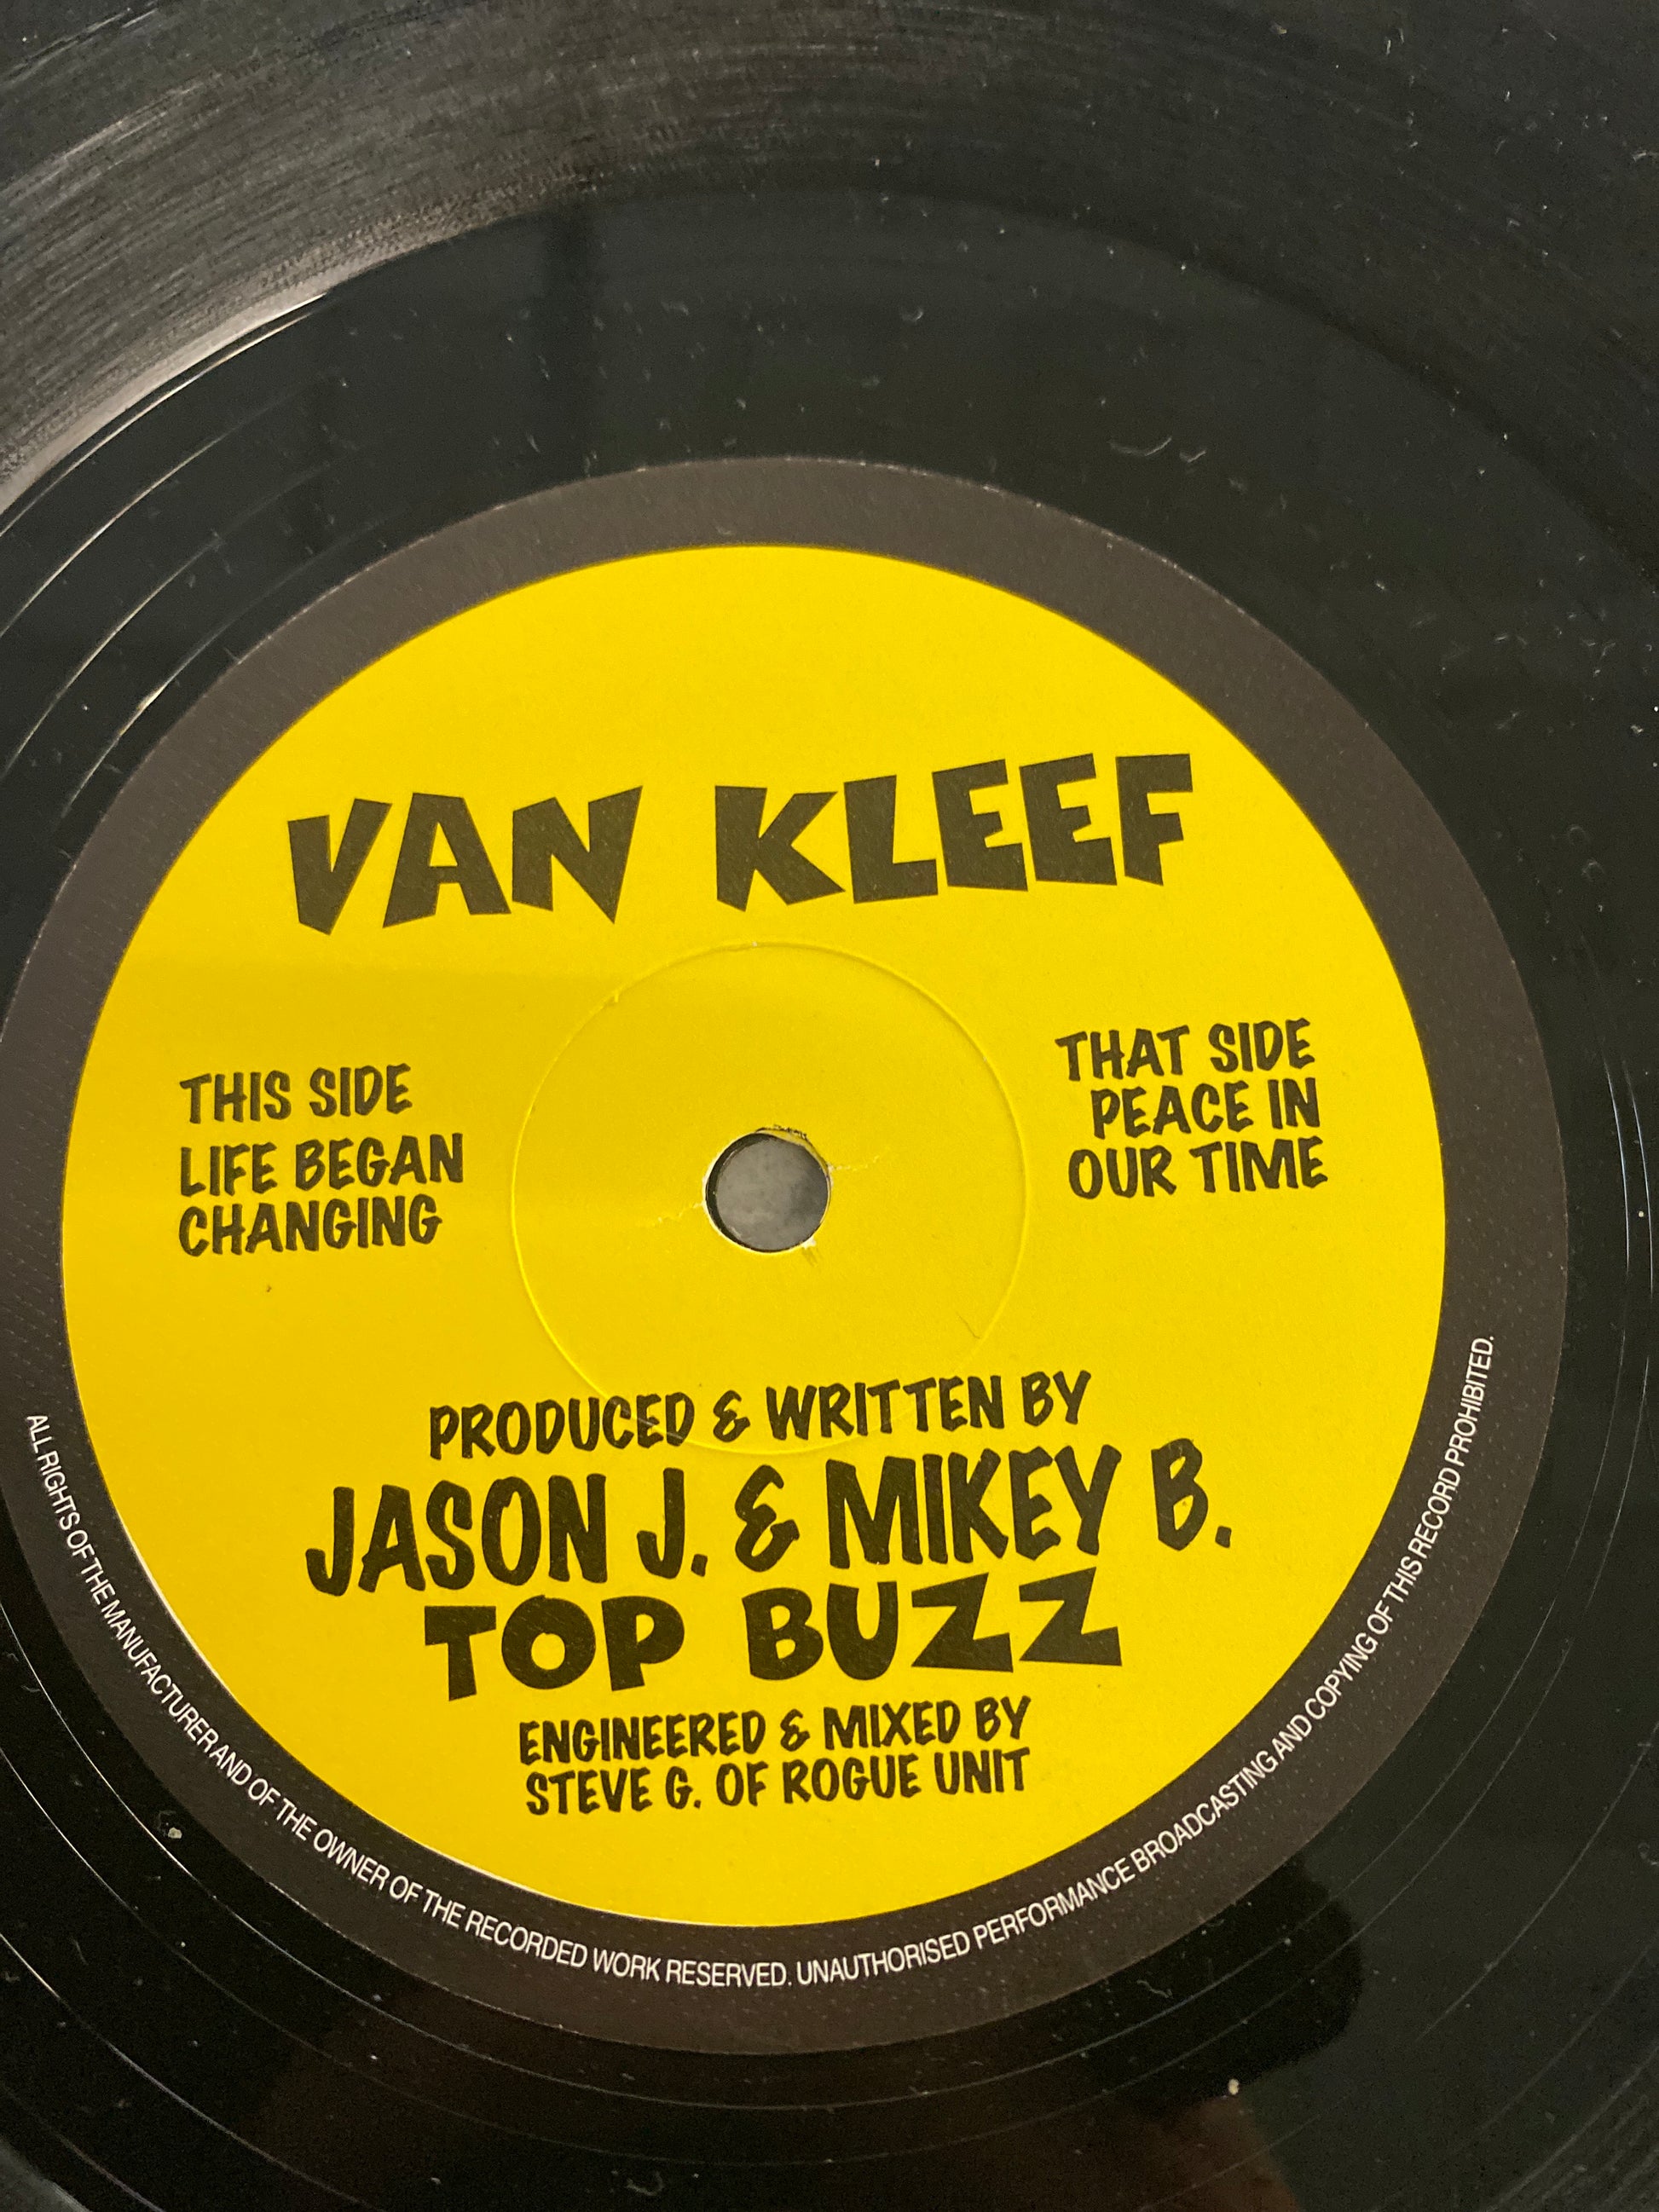 VAN KLEEF
THIS SIDE
LIFE BEGAN
CHANGING
THAT SIDE
PEACE IN
OUR TIME
PRODUCED & WRITTEN BY
JASON J. & MIKEY B.
TOP BUZZ
ENGINEERED & MIXED BY
STEVE G. OF ROGUE UNIT
ALL RIGHTS OF THE MANUFACTURER AND OF THE OWNER OF THE RECORDED WORK RESERVED. UNAUTHORISED PERFORMANCE BROADCASTING AND COPYING OF THIS RECORD PROHIBITED.